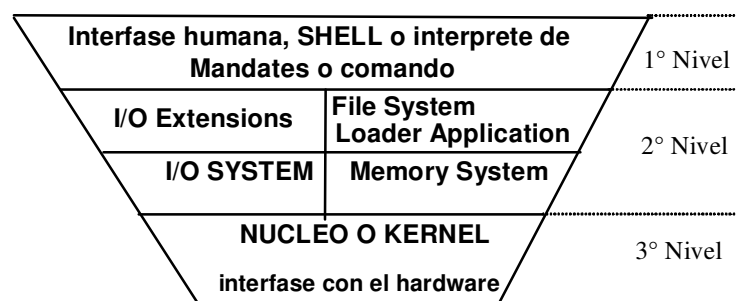 Interfase humana, SHELL o interprete de
Mandates o comando
1° Nivel
I/O Extensions
File System
Loader Application
2° Nivel
I/O SYSTEM
Memory System
NUCLEO O KERNEL
3° Nivel
interfase con el hardware